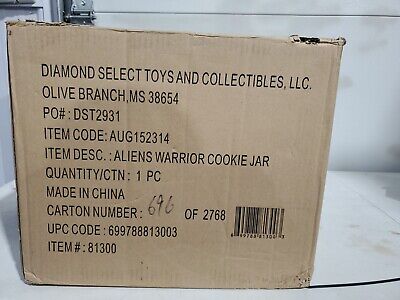 DIAMOND SELECT TOYS AND COLLECTIBLES, LLC.
OLIVE BRANCH,MS 38654
PO# : DST2931
ITEM CODE: AUG152314
ITEM DESC. : ALIENS WARRIOR COOKIE JAR
QUANTITY/CTN : 1 PC
MADE IN CHINA
CARTON NUMBER : 696 OF 2768
UPC CODE : 699788813003
ITEM # : 81300